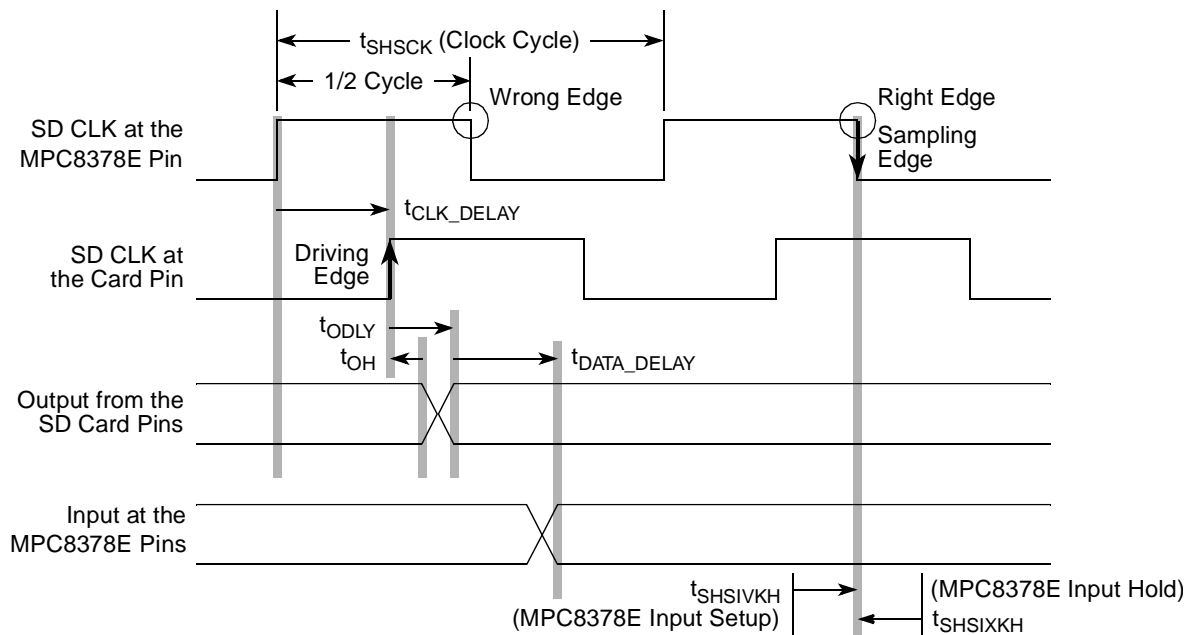 tSHSCK (Clock Cycle)
1/2 Cycle
Wrong Edge
Right Edge
SD CLK at the
MPC8378E Pin
Sampling
Edge
tCLK_DELAY
SD CLK at
the Card Pin
Driving
Edge
tODLY
tOH
tDATA_DELAY
Output from the
SD Card Pins
Input at the
MPC8378E Pins
tSHSIVKH
(MPC8378E Input Setup)
(MPC8378E Input Hold)
tSHSIXKH